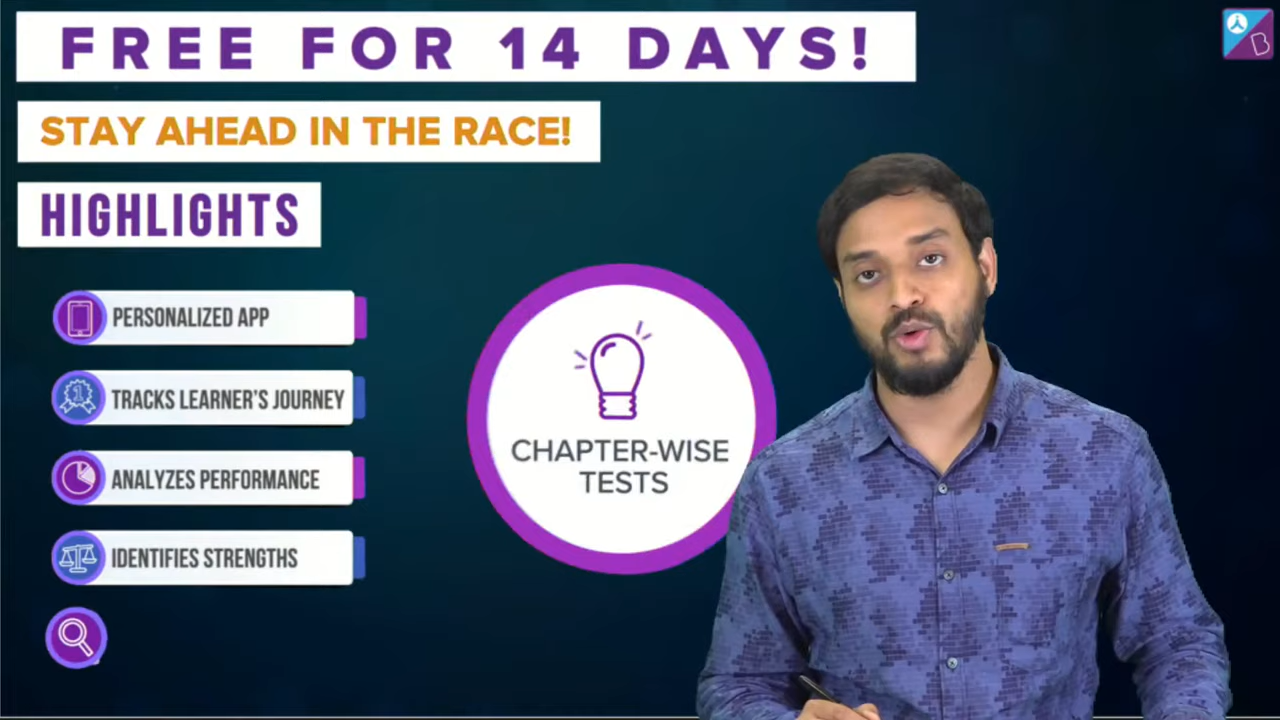 FREE FOR 14 DAYS!
STAY AHEAD IN THE RACE!
HIGHLIGHTS
PERSONALIZED APP
1
TRACKS LEARNER'S JOURNEY
ANALYZES PERFORMANCE
IDENTIFIES STRENGTHS
CHAPTER-WISE
TESTS
B